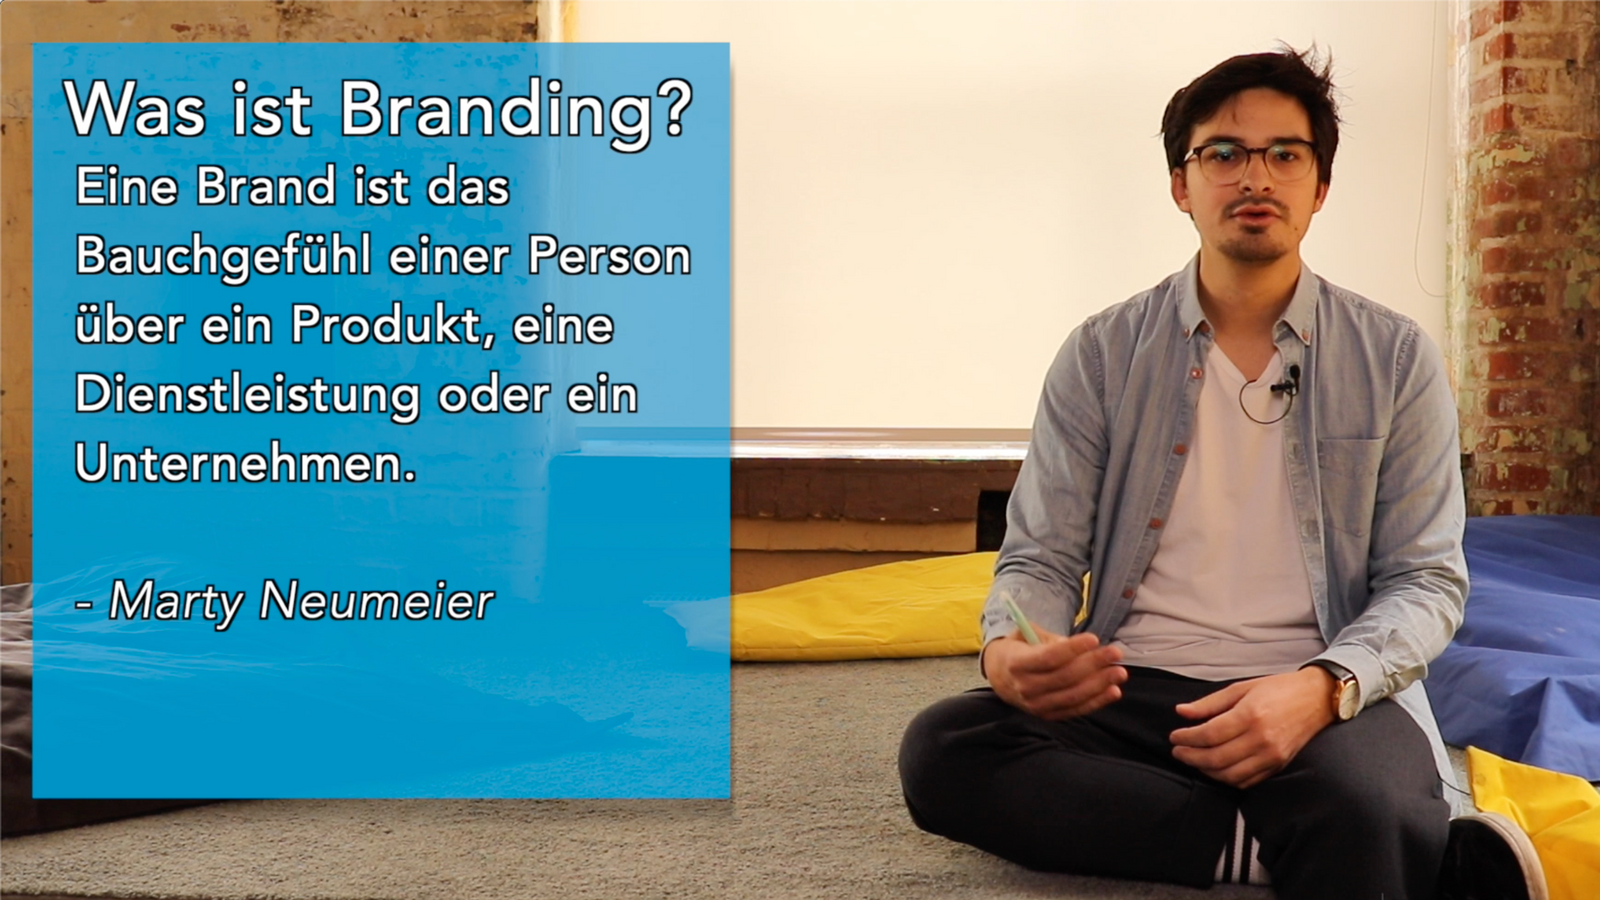 Was ist Branding?
Eine Brand ist das
Bauchgefühl einer Person
über ein Produkt, eine
Dienstleistung oder ein
Unternehmen.
- Marty Neumeier